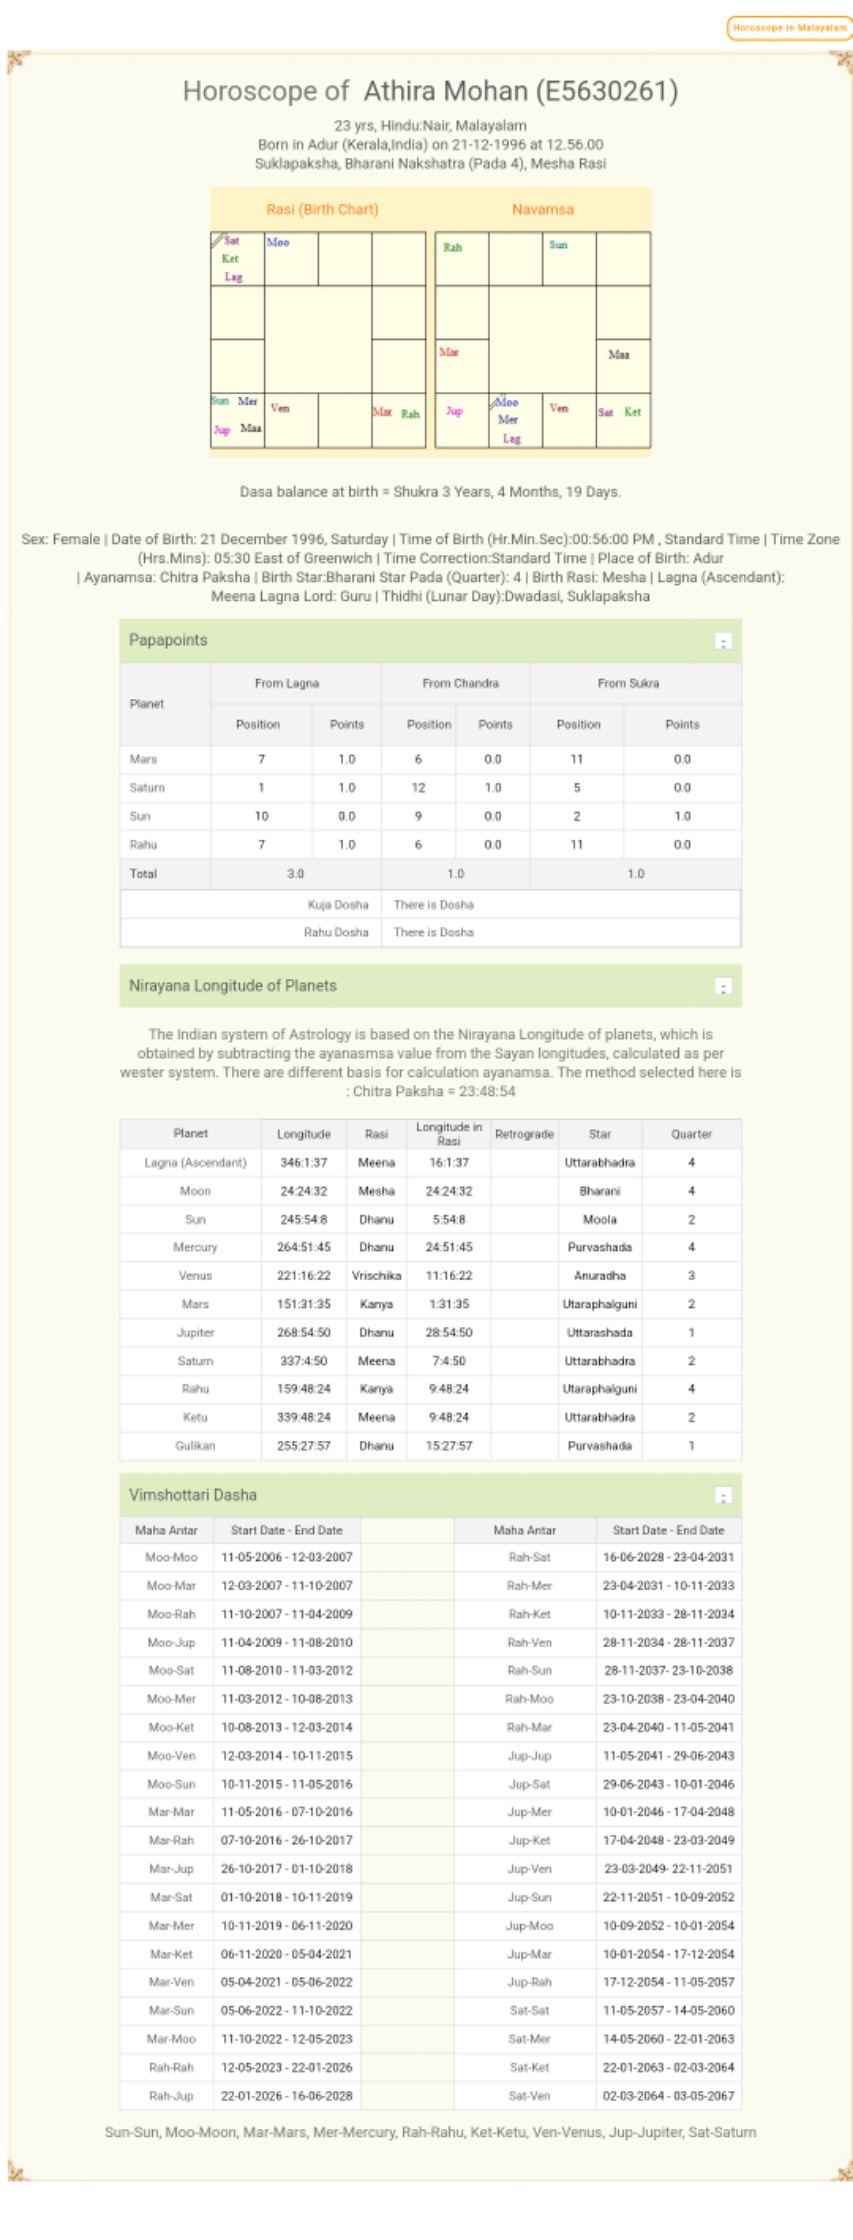 Horoscope in Malayalam
Horoscope of Athira Mohan (E5630261)
23 yrs, Hindu:Nair, Malayalam
Born in Adur (Kerala,India) on 21-12-1996 at 12.56.00
Suklapaksha, Bharani Nakshatra (Pada 4), Mesha Rasi
Rasi (Birth Chart) Navamsa
Sat Moo Rah Sun
Ket
Lag
Mar Maa
Sun Mer Ven Mar Rah Jup Moo Ven Sat Ket
Jup Maa Mer
Lag
Dasa balance at birth = Shukra 3 Years, 4 Months, 19 Days.
Sex: Female | Date of Birth: 21 December 1996, Saturday | Time of Birth (Hr.Min.Sec):00:56:00 PM , Standard Time | Time Zone
(Hrs.Mins): 05:30 East of Greenwich | Time Correction:Standard Time | Place of Birth: Adur
| Ayanamsa: Chitra Paksha | Birth Star:Bharani Star Pada (Quarter): 4 | Birth Rasi: Mesha | Lagna (Ascendant):
Meena Lagna Lord: Guru | Thidhi (Lunar Day):Dwadasi, Suklapaksha
Papapoints
Planet From Lagna From Chandra From Sukra
Position Points Position Points Position Points
Mars 7 1.0 6 0.0 11 0.0
Saturn 1 1.0 12 1.0 5 0.0
Sun 10 0.0 9 0.0 2 1.0
Rahu 7 1.0 6 0.0 11 0.0
Total 3.0 1.0 1.0
Kuja Dosha There is Dosha
Rahu Dosha There is Dosha
Nirayana Longitude of Planets
The Indian system of Astrology is based on the Nirayana Longitude of planets, which is
obtained by subtracting the ayanasmsa value from the Sayan longitudes, calculated as per
wester system. There are different basis for calculation ayanamsa. The method selected here is
: Chitra Paksha = 23:48:54
Planet Longitude Rasi Longitude in Rasi Retrograde Star Quarter
Lagna (Ascendant) 346:1:37 Meena 16:1:37 Uttarabhadra 4
Moon 24:24:32 Mesha 24:24:32 Bharani 4
Sun 245:54:8 Dhanu 5:54:8 Moola 2
Mercury 264:51:45 Dhanu 24:51:45 Purvashada 4
Venus 221:16:22 Vrischika 11:16:22 Anuradha 3
Mars 151:31:35 Kanya 1:31:35 Utaraphalguni 2
Jupiter 268:54:50 Dhanu 28:54:50 Uttarashada 1
Saturn 337:4:50 Meena 7:4:50 Uttarabhadra 2
Rahu 159:48:24 Kanya 9:48:24 Utaraphalguni 4
Ketu 339:48:24 Meena 9:48:24 Uttarabhadra 2
Gulikan 255:27:57 Dhanu 15:27:57 Purvashada 1
Vimshottari Dasha
Maha Antar Start Date - End Date Maha Antar Start Date - End Date
Moo-Moo 11-05-2006 - 12-03-2007 Rah-Sat 16-06-2028 - 23-04-2031
Moo-Mar 12-03-2007 - 11-10-2007 Rah-Mer 23-04-2031 - 10-11-2033
Moo-Rah 11-10-2007 - 11-04-2009 Rah-Ket 10-11-2033 - 28-11-2034
Moo-Jup 11-04-2009 - 11-08-2010 Rah-Ven 28-11-2034 - 28-11-2037
Moo-Sat 11-08-2010 - 11-03-2012 Rah-Sun 28-11-2037- 23-10-2038
Moo-Mer 11-03-2012 - 10-08-2013 Rah-Moo 23-10-2038 - 23-04-2040
Moo-Ket 10-08-2013 - 12-03-2014 Rah-Mar 23-04-2040 - 11-05-2041
Moo-Ven 12-03-2014 - 10-11-2015 Jup-Jup 11-05-2041 - 29-06-2043
Moo-Sun 10-11-2015 - 11-05-2016 Jup-Sat 29-06-2043 - 10-01-2046
Mar-Mar 11-05-2016 - 07-10-2016 Jup-Mer 10-01-2046 - 17-04-2048
Mar-Rah 07-10-2016 - 26-10-2017 Jup-Ket 17-04-2048 - 23-03-2049
Mar-Jup 26-10-2017 - 01-10-2018 Jup-Ven 23-03-2049- 22-11-2051
Mar-Sat 01-10-2018 - 10-11-2019 Jup-Sun 22-11-2051 - 10-09-2052
Mar-Mer 10-11-2019 - 06-11-2020 Jup-Moo 10-09-2052 - 10-01-2054
Mar-Ket 06-11-2020 - 05-04-2021 Jup-Mar 10-01-2054 - 17-12-2054
Mar-Ven 05-04-2021 - 05-06-2022 Jup-Rah 17-12-2054 - 11-05-2057
Mar-Sun 05-06-2022 - 11-10-2022 Sat-Sat 11-05-2057 - 14-05-2060
Mar-Moo 11-10-2022 - 12-05-2023 Sat-Mer 14-05-2060 - 22-01-2063
Rah-Rah 12-05-2023 - 22-01-2026 Sat-Ket 22-01-2063 - 02-03-2064
Rah-Jup 22-01-2026 - 16-06-2028 Sat-Ven 02-03-2064 - 03-05-2067
Sun-Sun, Moo-Moon, Mar-Mars, Mer-Mercury, Rah-Rahu, Ket-Ketu, Ven-Venus, Jup-Jupiter, Sat-Saturn